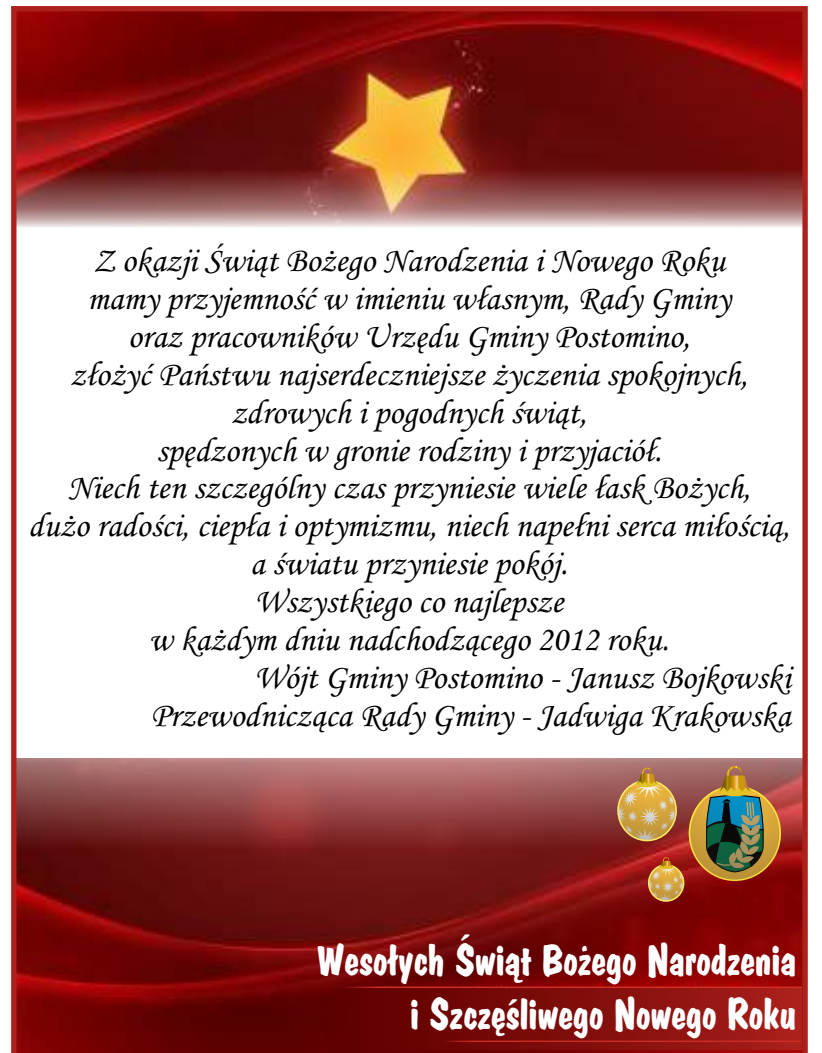 Z okazji Świąt Bożego Narodzenia i Nowego Roku
mamy przyjemność w imieniu własnym, Rady Gminy
oraz pracowników Urzędu Gminy Postomino,
złożyć Państwu najserdeczniejsze życzenia spokojnych,
zdrowych i pogodnych świąt,
spędzonych w gronie rodziny i przyjaciół.
Niech ten szczególny czas przyniesie wiele łask Bożych,
dużo radości, ciepła i optymizmu, niech napełni serca miłością,
a światu przyniesie pokój.
Wszystkiego co najlepsze
w każdym dniu nadchodzącego 2012 roku.
Wójt Gminy Postomino - Janusz Bojkowski
Przewodnicząca Rady Gminy - Jadwiga Krakowska
Wesołych Świąt Bożego Narodzenia
i Szczęśliwego Nowego Roku